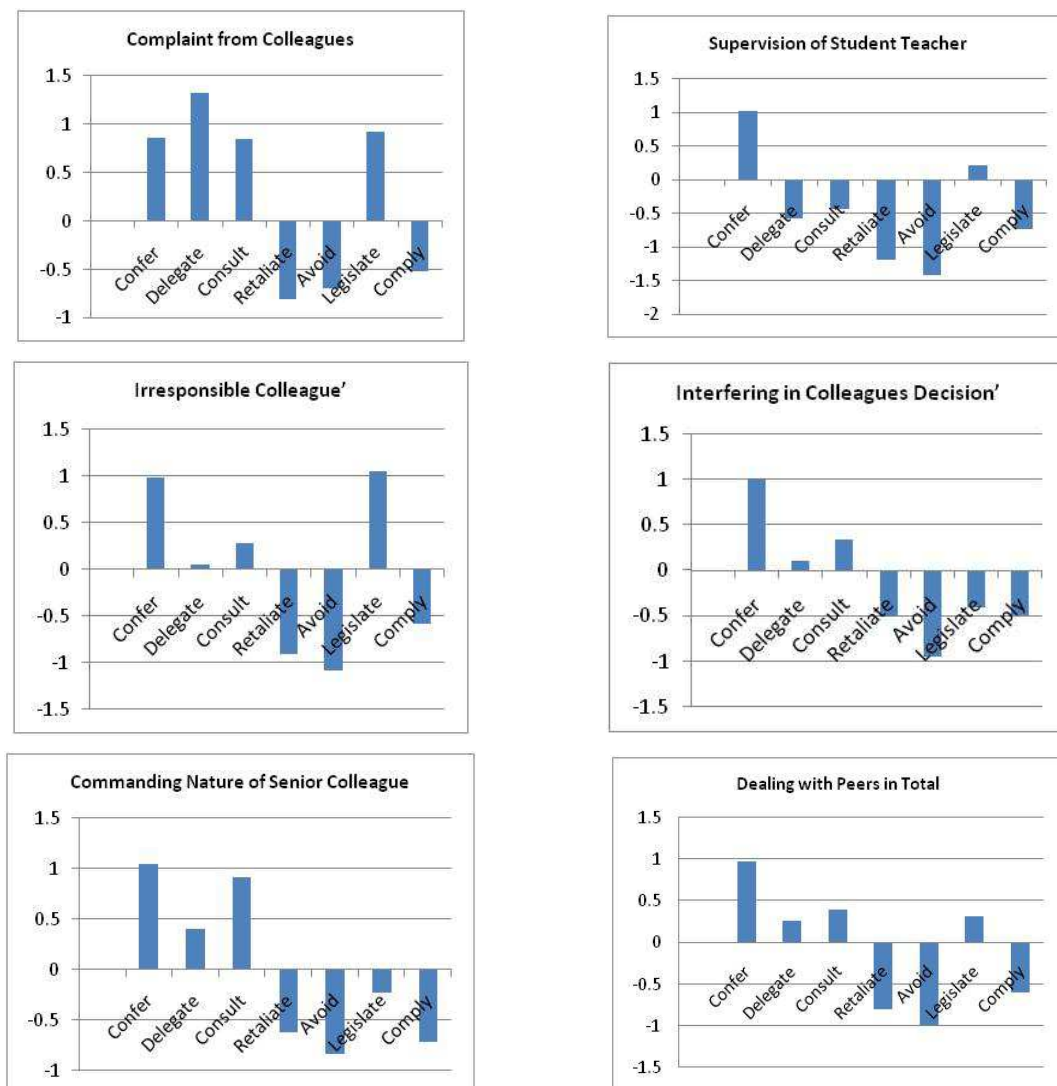 Complaint from Colleagues
1.5
1
0.5
0
-0.5
-1
Confer
Delegate
Consult
Retaliate
Avoid
Legislate
Comply
Supervision of Student Teacher
1.5
1
0.5
0
-0.5
-1
-1.5
-2
Confer
Delegate
Consult
Retaliate
Avoid
Legislate
Comply
Irresponsible Colleague'
1.5
1
0.5
0
-0.5
-1
-1.5
Confer
Delegate
Consult
Retaliate
Avoid
Legislate
Comply
Interfering in Colleagues Decision’
1.5
1
0.5
0
-0.5
-1
-1.5
Confer
Delegate
Consult
Retaliate
Avoid
Legislate
Comply
Commanding Nature of Senior Colleague
1.5
1
0.5
0
-0.5
-1
Confer
Delegate
Consult
Retaliate
Avoid
Legislate
Comply
Dealing with Peers in Total
1.5
1
0.5
0
-0.5
-1
-1.5
Confer
Delegate
Consult
Retaliate
Avoid
Legislate
Comply